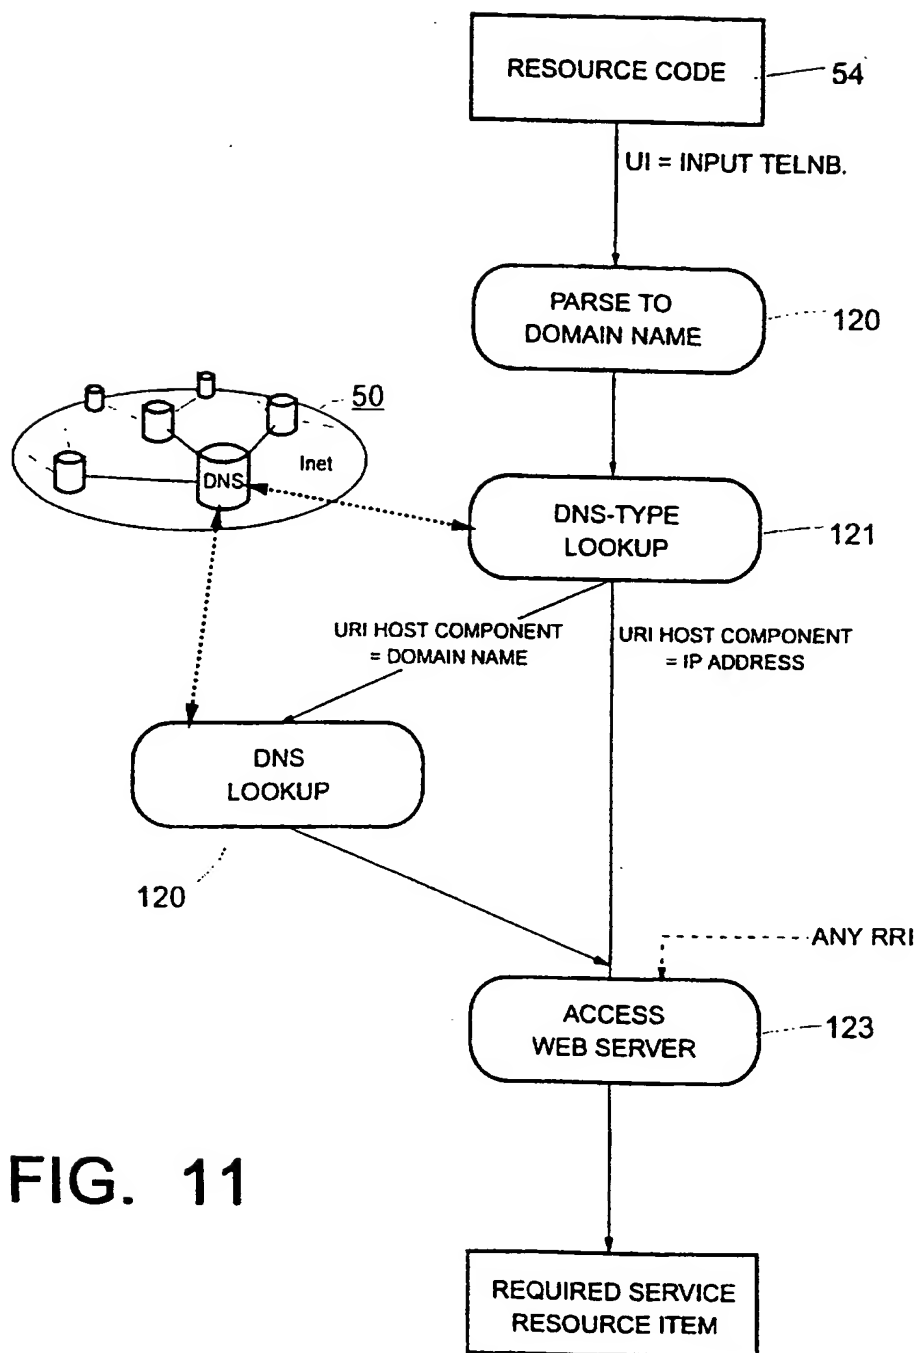 RESOURCE CODE
54
UI = INPUT TELNB.
PARSE TO
DOMAIN NAME
120
50
Inet
DNS
DNS-TYPE
LOOKUP
121
URI HOST COMPONENT
= DOMAIN NAME
URI HOST COMPONENT
= IP ADDRESS
DNS
LOOKUP
120
ANY RRI
ACCESS
WEB SERVER
123
FIG. 11
REQUIRED SERVICE
RESOURCE ITEM